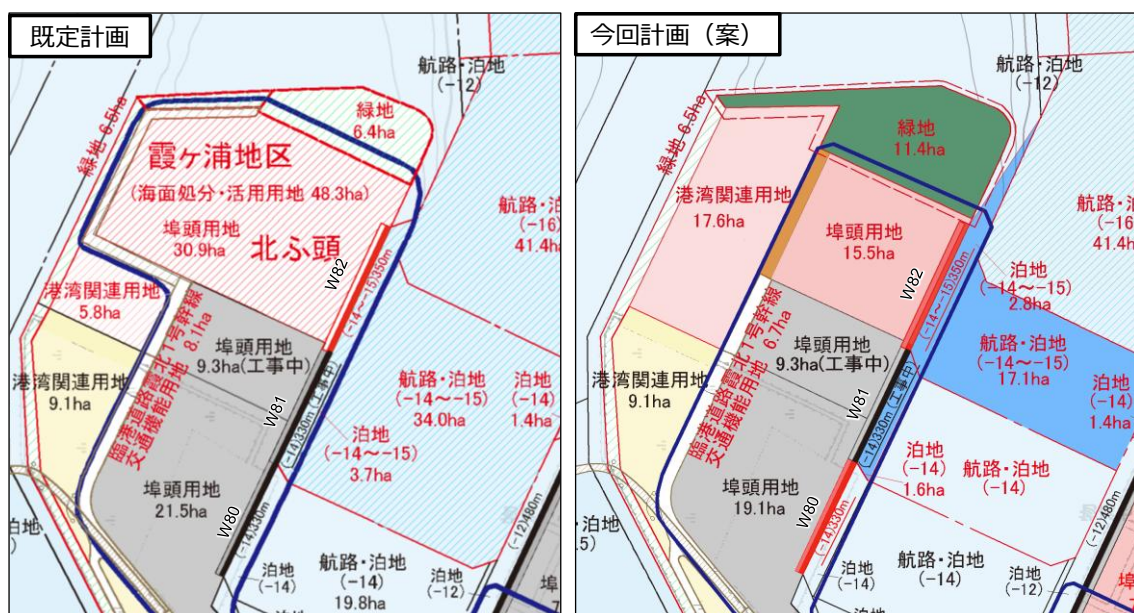 既定計画
航路・泊地
(-12)
緑地
6.4ha
緑地 6.5ha
霞ヶ浦地区
(海面処分・活用用地 48.3ha)
埠頭用地
30.9ha
北ふ頭
航路・泊
(-16)
41.4h
W82
(-14~-15)350m
港湾関連用地
5.8ha
臨港道路霞北1号幹線
交通機能用地 8.1ha
埠頭用地
9.3ha(工事中)
港湾関連用地
9.1ha
W81
(-14)330m(工事中)
航路・泊地
(-14~-15)
34.0ha
泊地
(-14)
1.4ha
泊地
(-14~-15)
3.7ha
埠頭用地
21.5ha
W80
(-14)330m
(-12)480m
泊地
泊地
(-14)
航路・泊地
(-14)
19.8ha
泊地
(-12)
泊地
埠
今回計画（案）
航路・泊地
(-12)
緑地
11.4ha
緑地 6.5ha
港湾関連用地
17.6ha
埠頭用地
15.5ha
航路・泊
(-16)
41.4h
W82
(-14~-15)350m
泊地
(-14~-15)
2.8ha
臨港道路霞北1号幹線
交通機能用地 6.7ha
埠頭用地
9.3ha(工事中)
港湾関連用地
9.1ha
W81
(-14)330m(工事中)
航路・泊地
(-14~-15)
17.1ha
泊地
(-14)
1.4ha
泊地
(-14)
1.6ha
航路・泊地
(-14)
埠頭用地
19.1ha
W80
(-14)330m
(-12)480m
泊地
.5)
泊地
(-14)
航路・泊地
(-14)
泊地
(-12)
泊地
埠